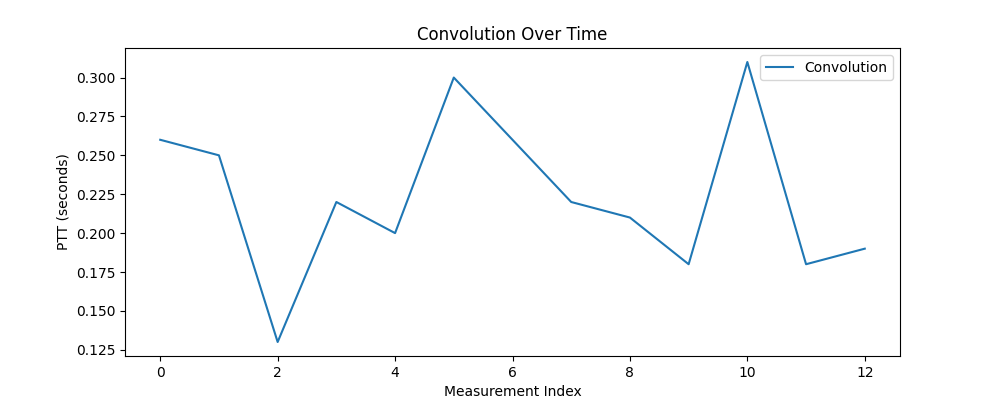 Convolution Over Time
Convolution
PTT (seconds)
0.300
0.275
0.250
0.225
0.200
0.175
0.150
0.125
0 2 4 6 8 10 12
Measurement Index